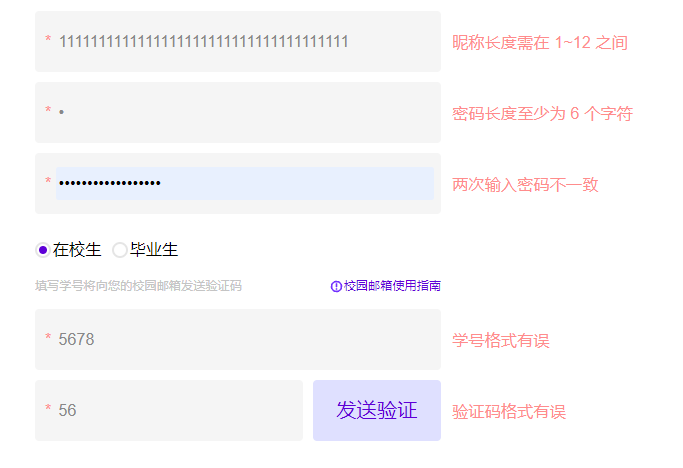 * 1111111111111111111111111111111111111 昵称长度需在 1~12 之间
* • 密码长度至少为 6 个字符
* •••••••••••••••••• 两次输入密码不一致
在校生 毕业生
填写学号将向您的校园邮箱发送验证码 校园邮箱使用指南
* 5678 学号格式有误
* 56 发送验证 验证码格式有误